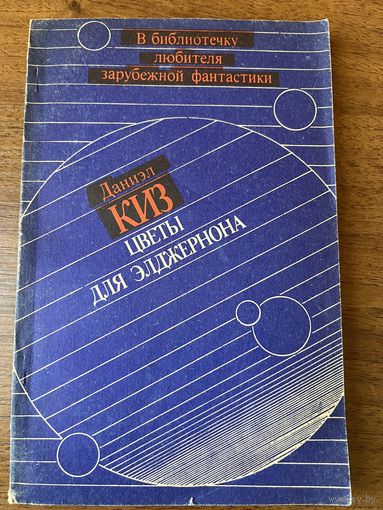 В библиотечку
любителя
зарубежной фантастики
Даниэл
КИЗ
ЦВЕТЫ
ДЛЯ ЭЛДЖЕРНОНА